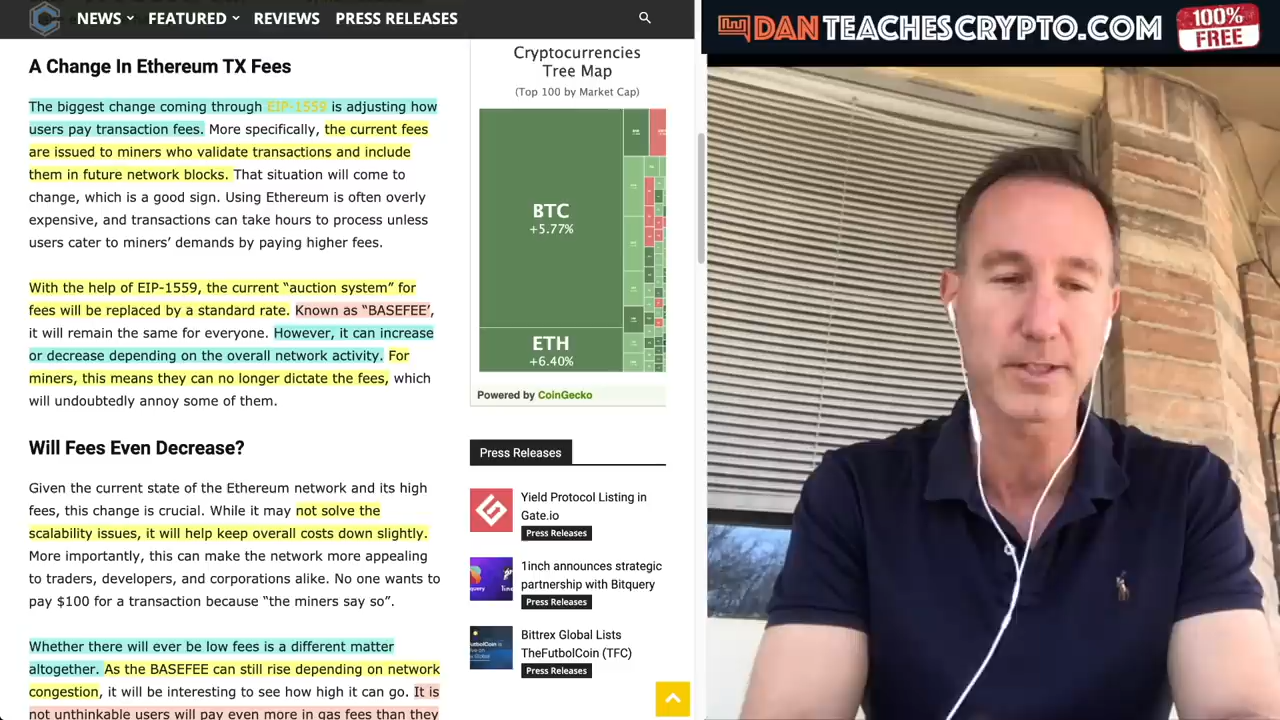 NEWS
FEATURED
REVIEWS
PRESS RELEASES
A Change In Ethereum TX Fees
The biggest change coming through EIP-1559 is adjusting how
users pay transaction fees. More specifically, the current fees
are issued to miners who validate transactions and include
them in future network blocks. That situation will come to
change, which is a good sign. Using Ethereum is often overly
expensive, and transactions can take hours to process unless
users cater to miners’ demands by paying higher fees.
With the help of EIP-1559, the current “auction system” for
fees will be replaced by a standard rate. Known as “BASEFEE’,
it will remain the same for everyone. However, it can increase
or decrease depending on the overall network activity. For
miners, this means they can no longer dictate the fees, which
will undoubtedly annoy some of them.
Will Fees Even Decrease?
Given the current state of the Ethereum network and its high
fees, this change is crucial. While it may not solve the
scalability issues, it will help keep overall costs down slightly.
More importantly, this can make the network more appealing
to traders, developers, and corporations alike. No one wants to
pay $100 for a transaction because “the miners say so”.
Whether there will ever be low fees is a different matter
altogether. As the BASEFEE can still rise depending on network
congestion, it will be interesting to see how high it can go. It is
not unthinkable users will pay even more in gas fees than they
Cryptocurrencies
Tree Map
(Top 100 by Market Cap)
BTC
+5.77%
ETH
+6.40%
Powered by CoinGecko
Press Releases
Yield Protocol Listing in
Gate.io
Press Releases
1inch announces strategic
partnership with Bitquery
Press Releases
Bittrex Global Lists
TheFutbolCoin (TFC)
Press Releases
DANTEACHESCRYPTO.COM
100%
FREE